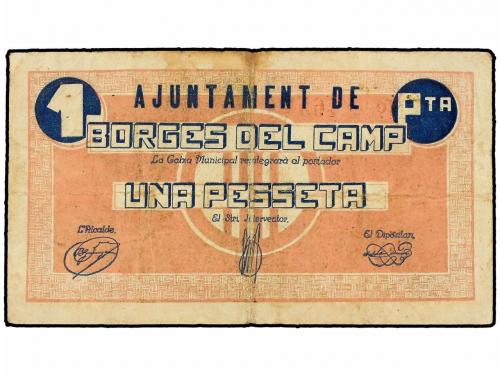 1 AJUNTAMENT DE PTA
BORGES DEL CAMP
La Caixa Municipal reintegrarà al portador
UNA PESSETA
El Sri. Interventor,
L'Alcalde, El Dipositari,